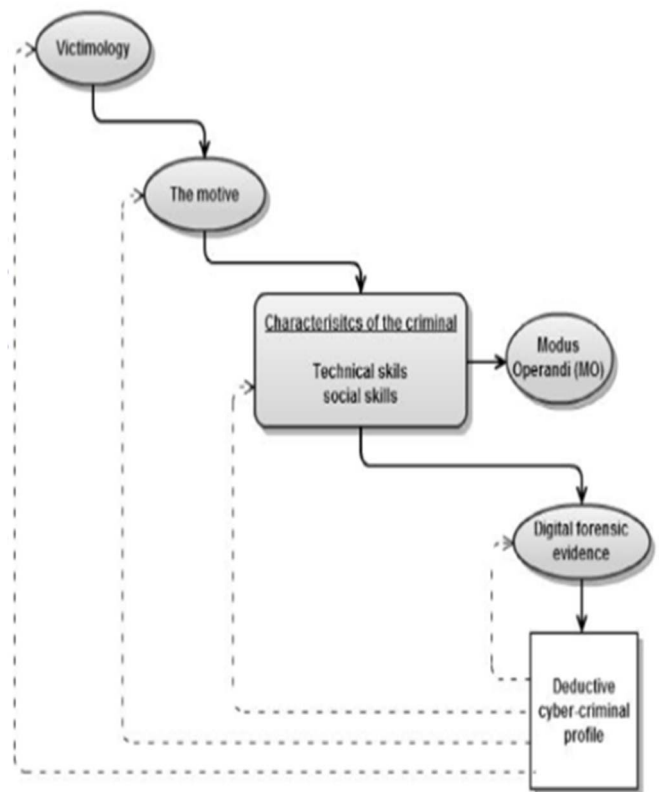 Victimology
The motive
Characterisitcs of the criminal
Technical skils
social skills
Modus
Operandi (MO)
Digital forensic
evidence
Deductive
cyber-criminal
profile